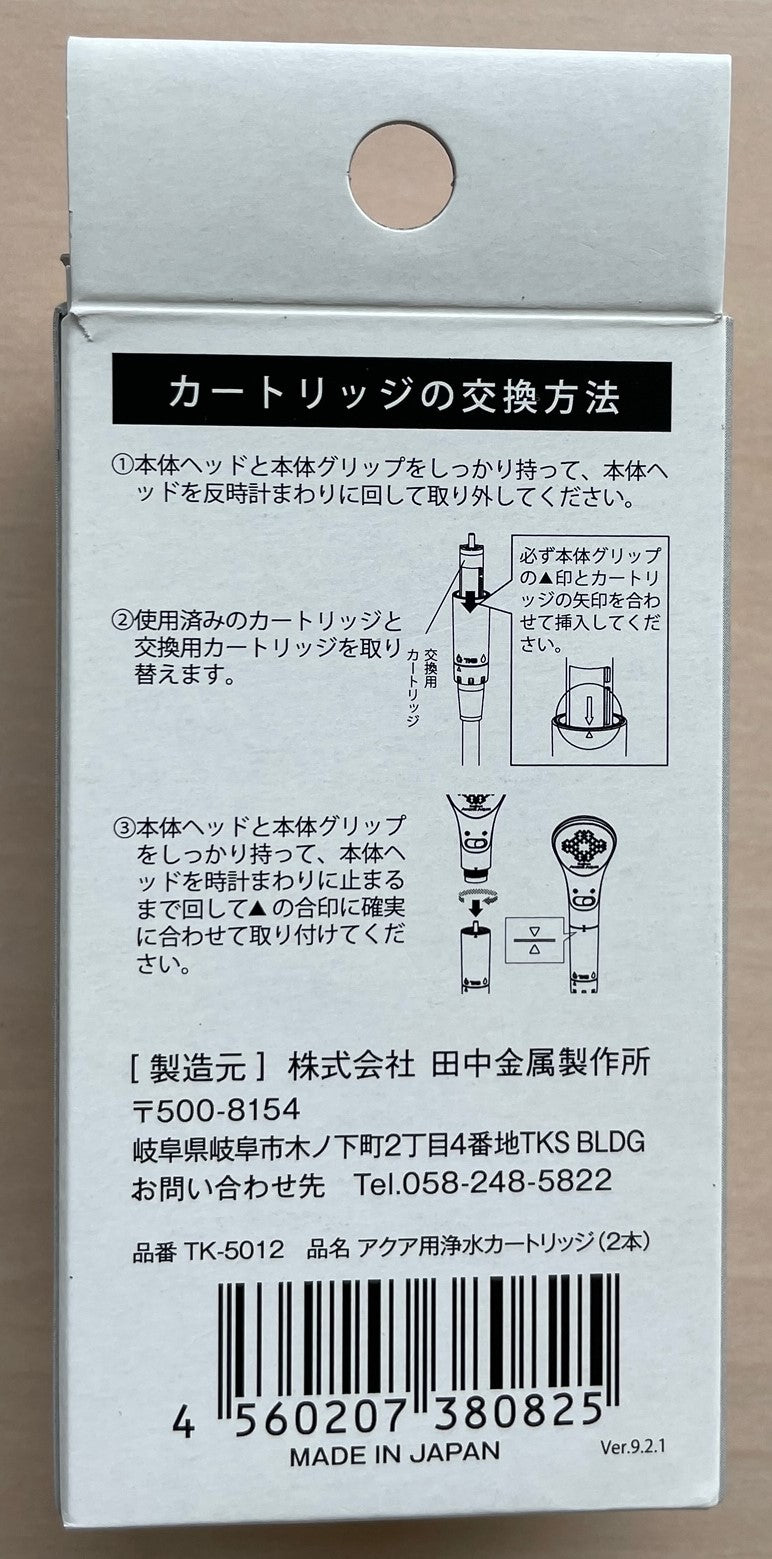 カートリッジの交換方法
①本体ヘッドと本体グリップをしっかり持って、本体ヘ
ッドを反時計まわりに回して取り外してください。
②使用済みのカートリッジと
交換用カートリッジを取り
替えます。
交換用
カートリッジ
必ず本体グリップ
の▲印とカートリ
ッジの矢印を合わ
せて挿入してくだ
さい。
③本体ヘッドと本体グリップ
をしっかり持って、本体ヘ
ッドを時計まわりに止まる
まで回して▲の合印に確実
に合わせて取り付けてくだ
さい。
[ 製造元 ] 株式会社 田中金属製作所
〒500-8154
岐阜県岐阜市木ノ下町2丁目4番地TKS BLDG
お問い合わせ先 Tel.058-248-5822
品番 TK-5012 品名 アクア用浄水カートリッジ(2本)
4 560207 380825
MADE IN JAPAN
Ver.9.2.1